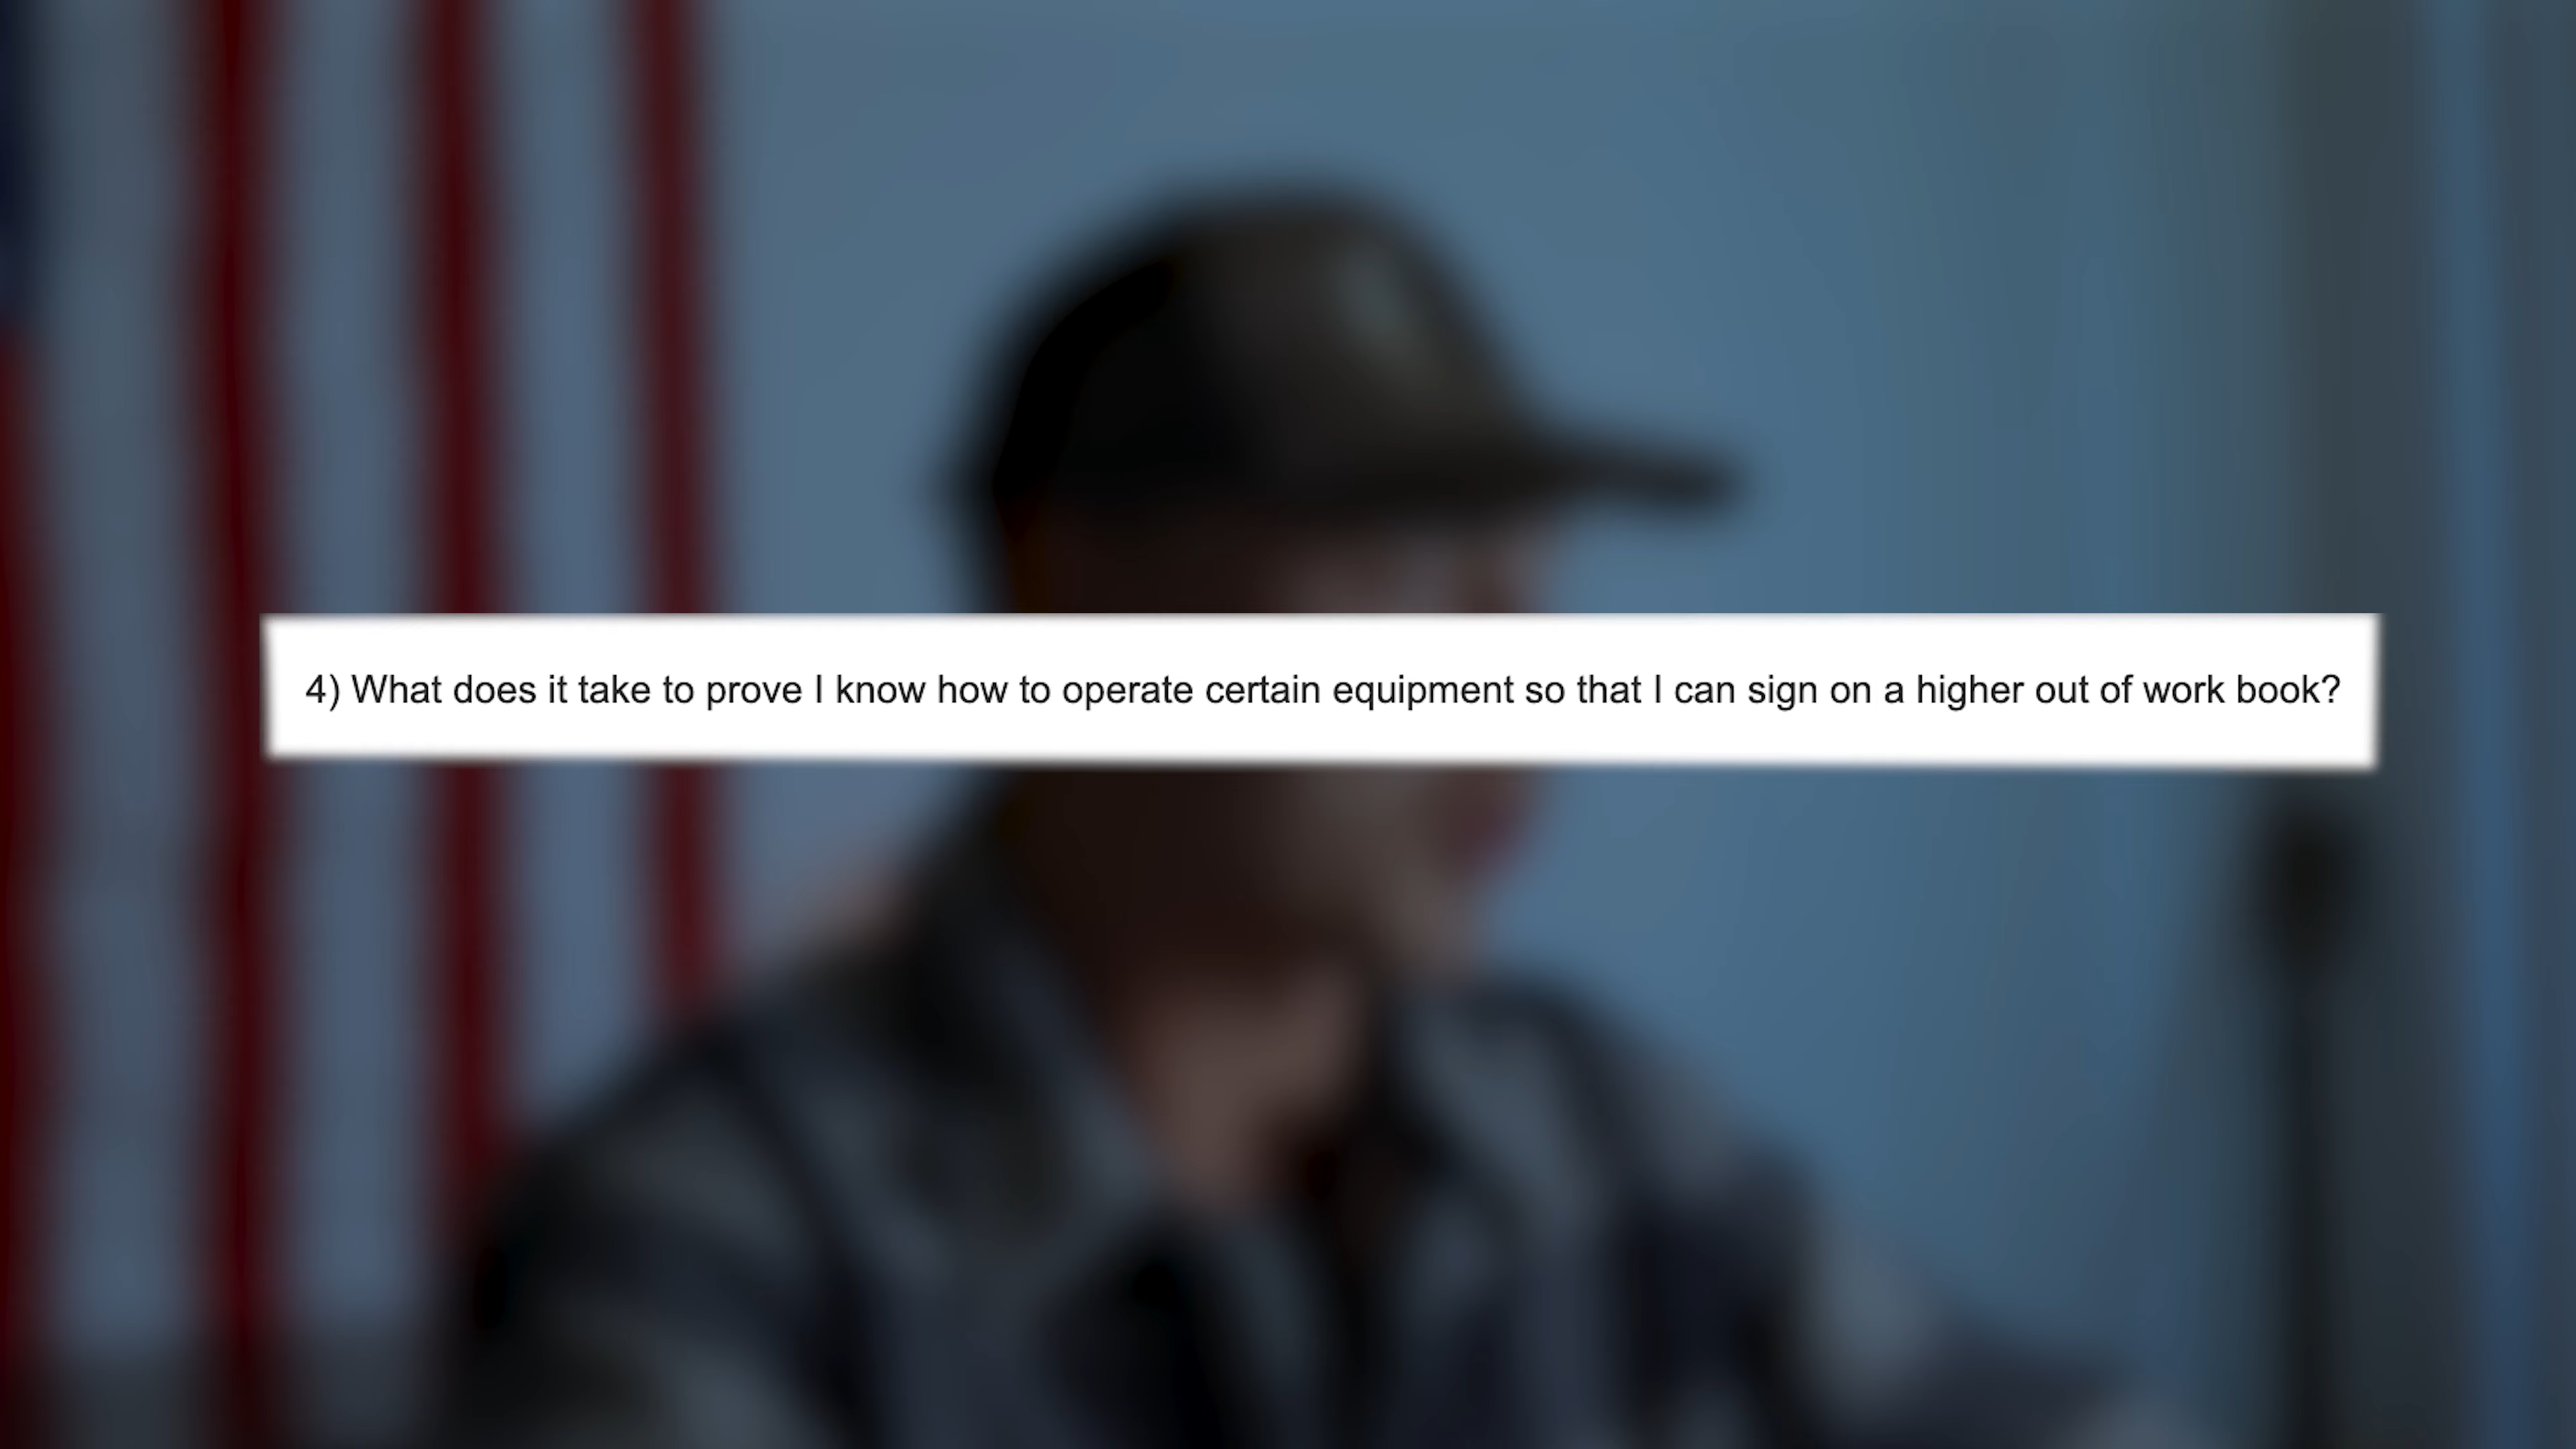 4) What does it take to prove I know how to operate certain equipment so that I can sign on a higher out of work book?